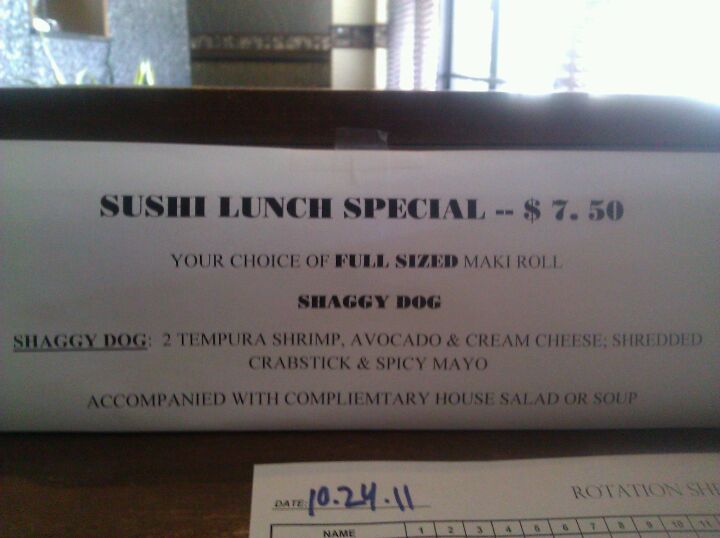 SUSHI LUNCH SPECIAL -- $ 7. 50
YOUR CHOICE OF FULL SIZED MAKI ROLL
SHAGGY DOG
SHAGGY DOG: 2 TEMPURA SHRIMP, AVOCADO & CREAM CHEESE; SHREDDED
CRABSTICK & SPICY MAYO
ACCOMPANIED WITH COMPLIEMTARY HOUSE SALAD OR SOUP
DATE: 10.24.11
ROTATION SHE
NAME 1 2 3 4 5 6 7 8 9 10 11